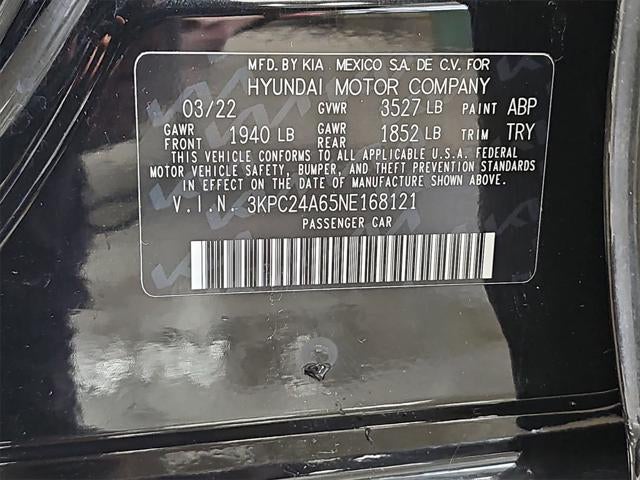 MFD. BY KIA MEXICO S.A. DE C.V. FOR
HYUNDAI MOTOR COMPANY
03/22 GVWR 3527 LB PAINT ABP
GAWR FRONT 1940 LB GAWR REAR 1852 LB TRIM TRY
THIS VEHICLE CONFORMS TO ALL APPLICABLE U.S.A. FEDERAL
MOTOR VEHICLE SAFETY, BUMPER, AND THEFT PREVENTION STANDARDS
IN EFFECT ON THE DATE OF MANUFACTURE SHOWN ABOVE.
V.I.N. 3KPC24A65NE168121
PASSENGER CAR